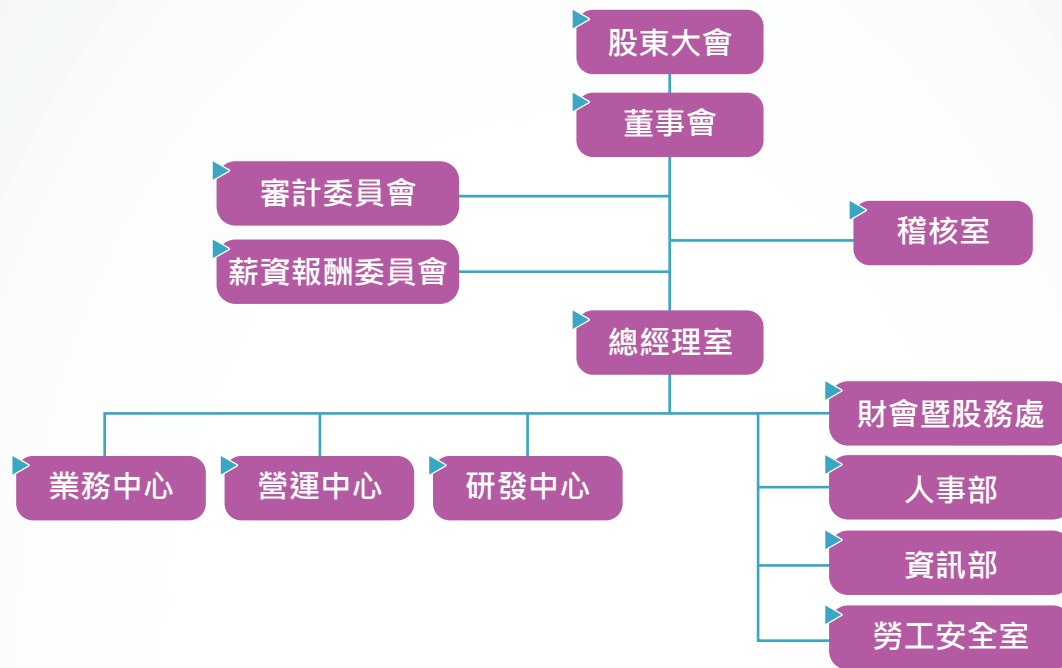 股東大會
董事會
審計委員會
稽核室
薪資報酬委員會
總經理室
財會暨股務處
業務中心
營運中心
研發中心
人事部
資訊部
勞工安全室